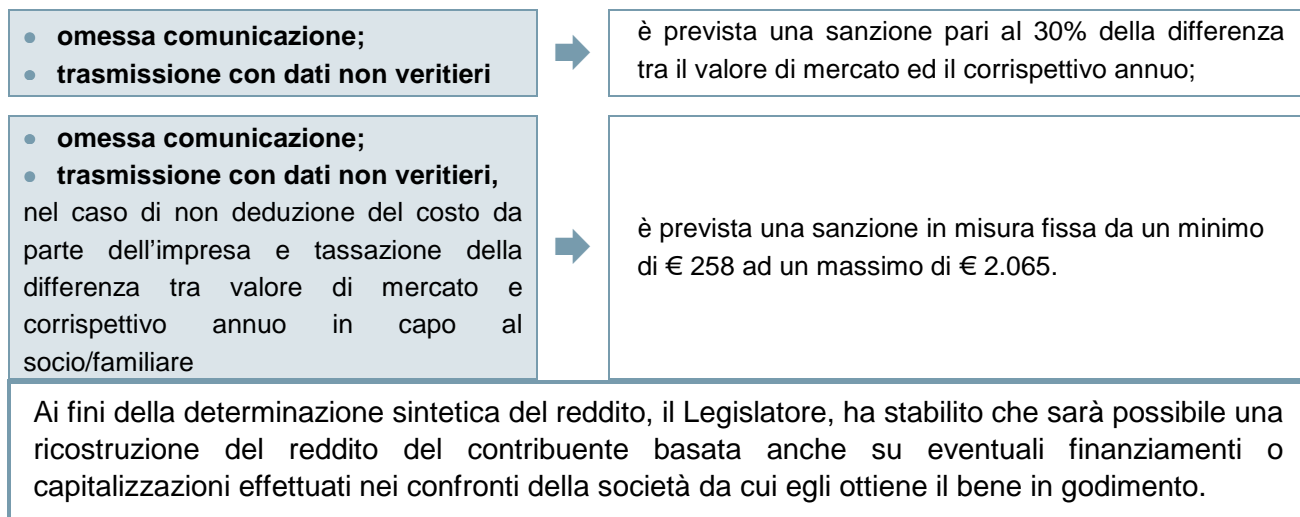 • omessa comunicazione;
• trasmissione con dati non veritieri
è prevista una sanzione pari al 30% della differenza
tra il valore di mercato ed il corrispettivo annuo;
• omessa comunicazione;
• trasmissione con dati non veritieri,
nel caso di non deduzione del costo da
parte dell'impresa e tassazione della
differenza tra valore di mercato e
corrispettivo annuo in capo al
socio/familiare
è prevista una sanzione in misura fissa da un minimo
di € 258 ad un massimo di € 2.065.
Ai fini della determinazione sintetica del reddito, il Legislatore, ha stabilito che sarà possibile una
ricostruzione del reddito del contribuente basata anche su eventuali finanziamenti o
capitalizzazioni effettuati nei confronti della società da cui egli ottiene il bene in godimento.